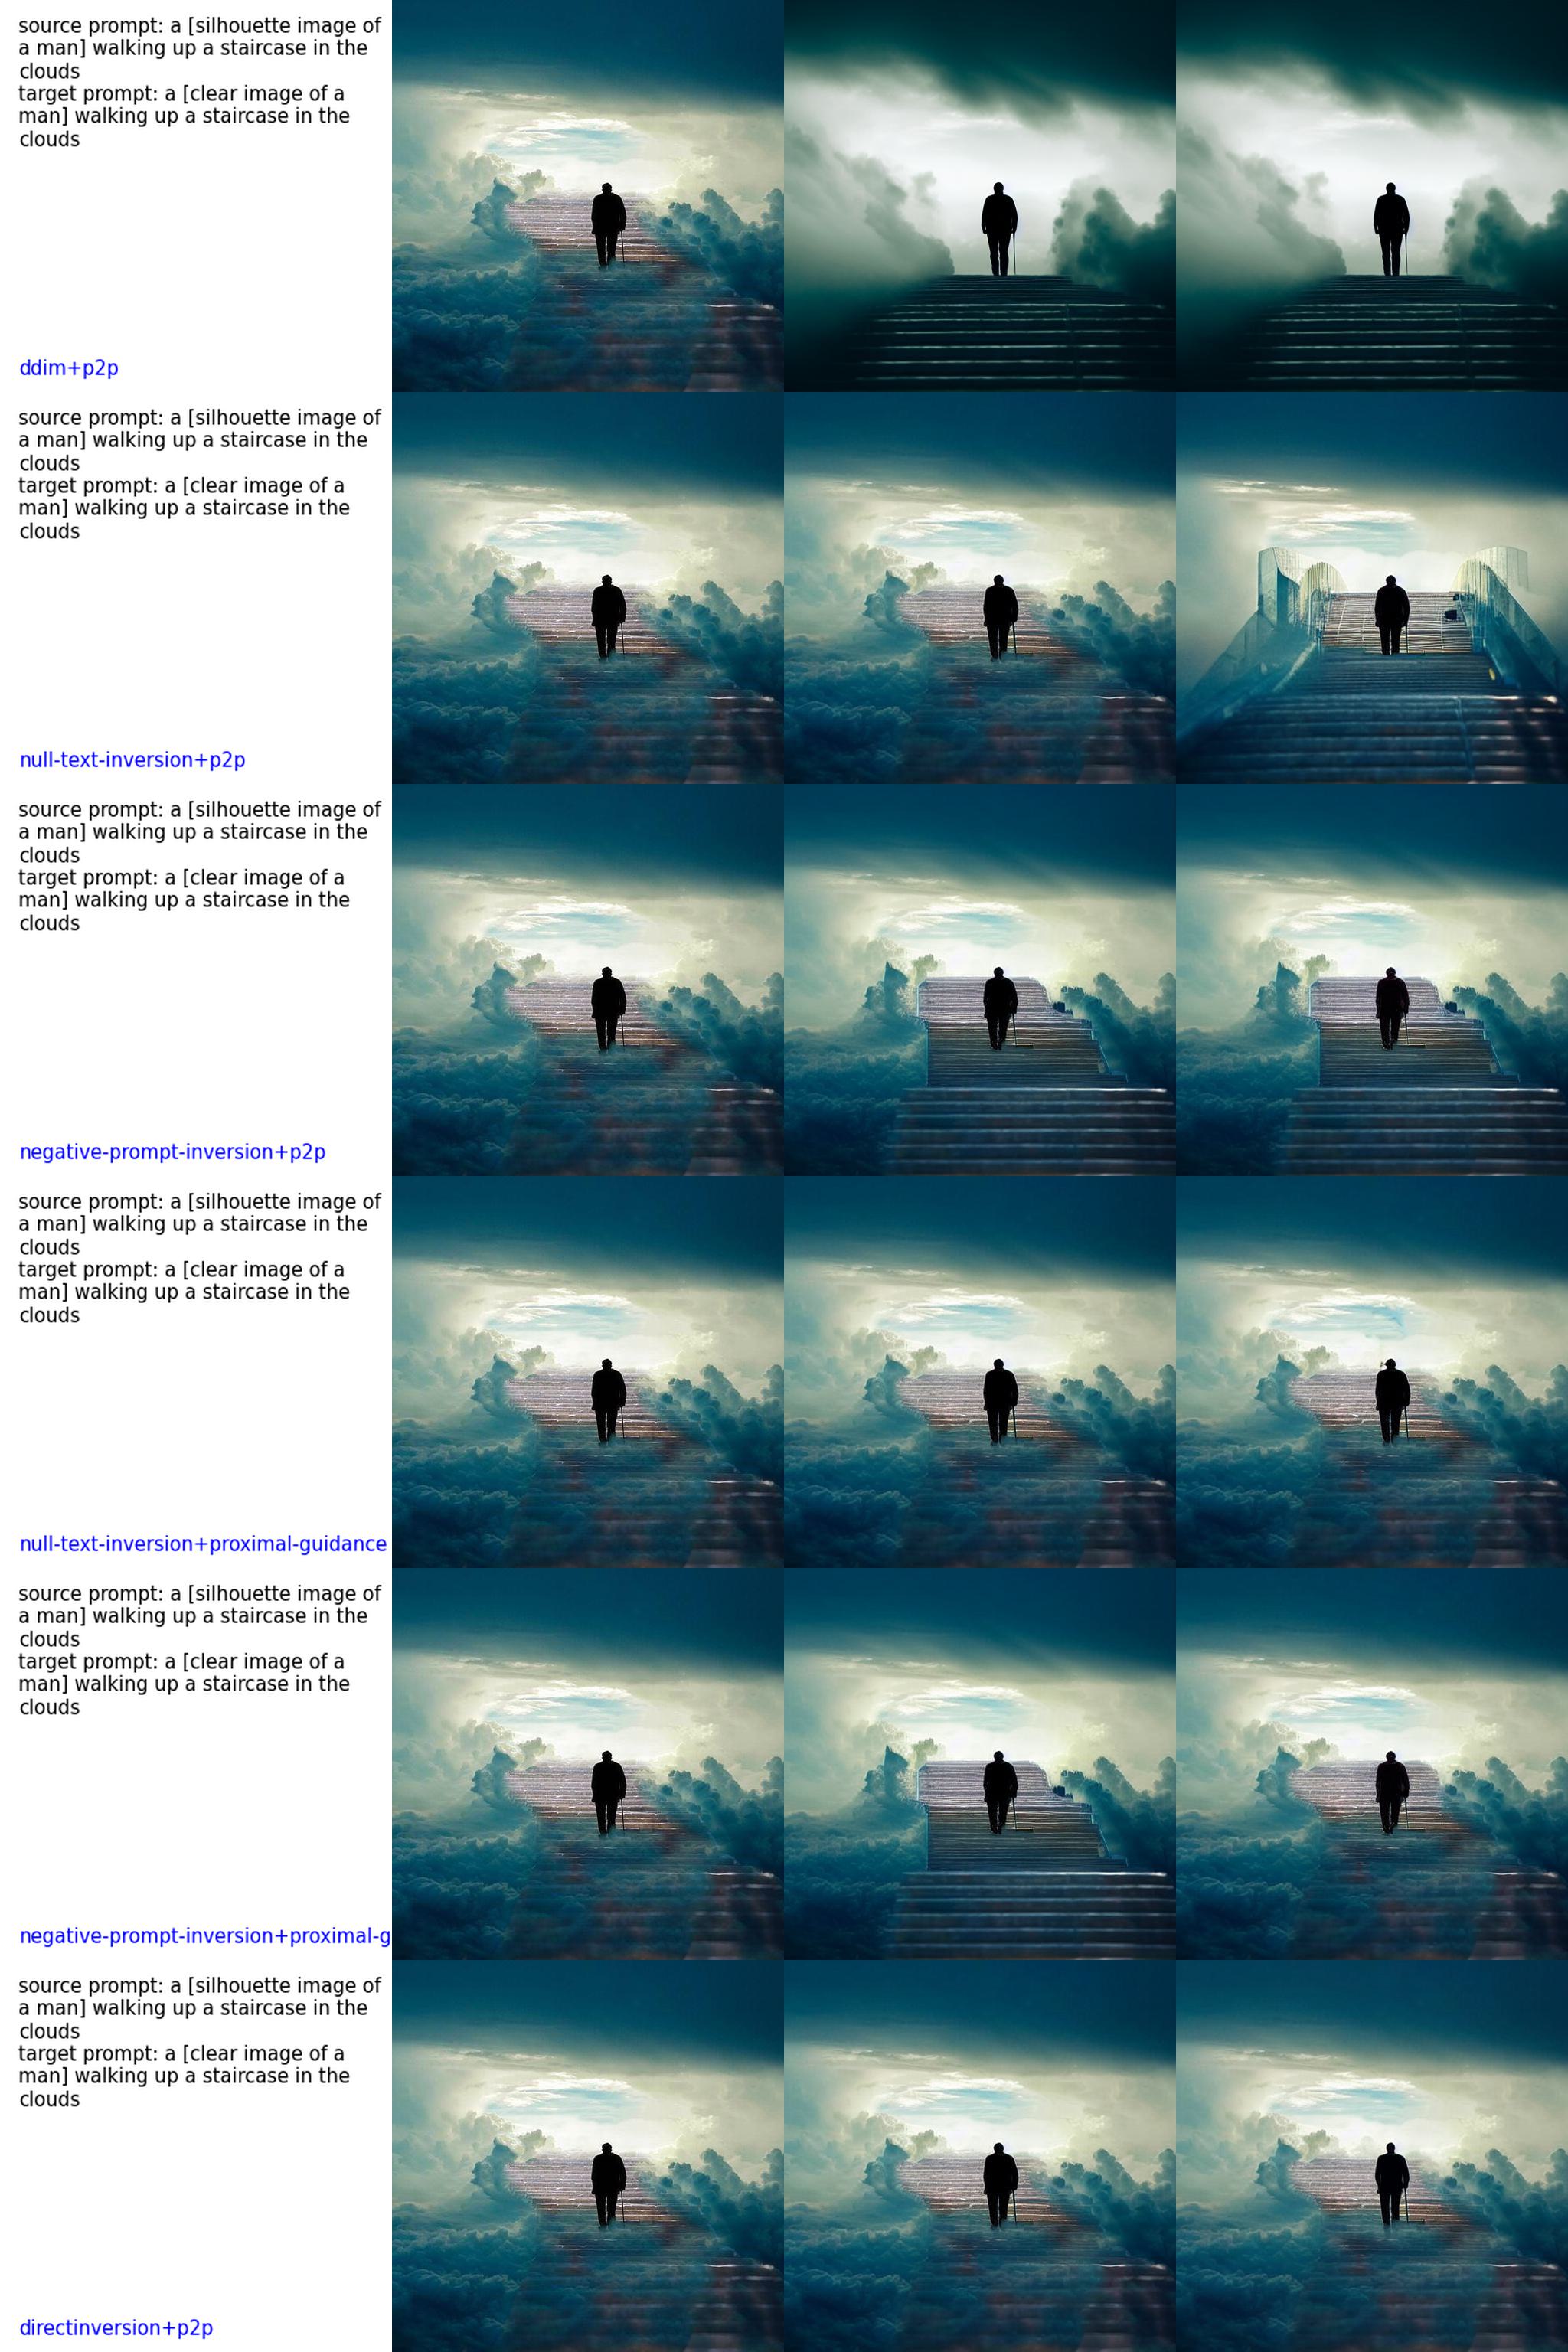 source prompt: a [silhouette image of
a man] walking up a staircase in the
clouds
target prompt: a [clear image of a
man] walking up a staircase in the
clouds
ddim+p2p
source prompt: a [silhouette image of
a man] walking up a staircase in the
clouds
target prompt: a [clear image of a
man] walking up a staircase in the
clouds
null-text-inversion+p2p
source prompt: a [silhouette image of
a man] walking up a staircase in the
clouds
target prompt: a [clear image of a
man] walking up a staircase in the
clouds
negative-prompt-inversion+p2p
source prompt: a [silhouette image of
a man] walking up a staircase in the
clouds
target prompt: a [clear image of a
man] walking up a staircase in the
clouds
null-text-inversion+proximal-guidance
source prompt: a [silhouette image of
a man] walking up a staircase in the
clouds
target prompt: a [clear image of a
man] walking up a staircase in the
clouds
negative-prompt-inversion+proximal-g
source prompt: a [silhouette image of
a man] walking up a staircase in the
clouds
target prompt: a [clear image of a
man] walking up a staircase in the
clouds
directinversion+p2p